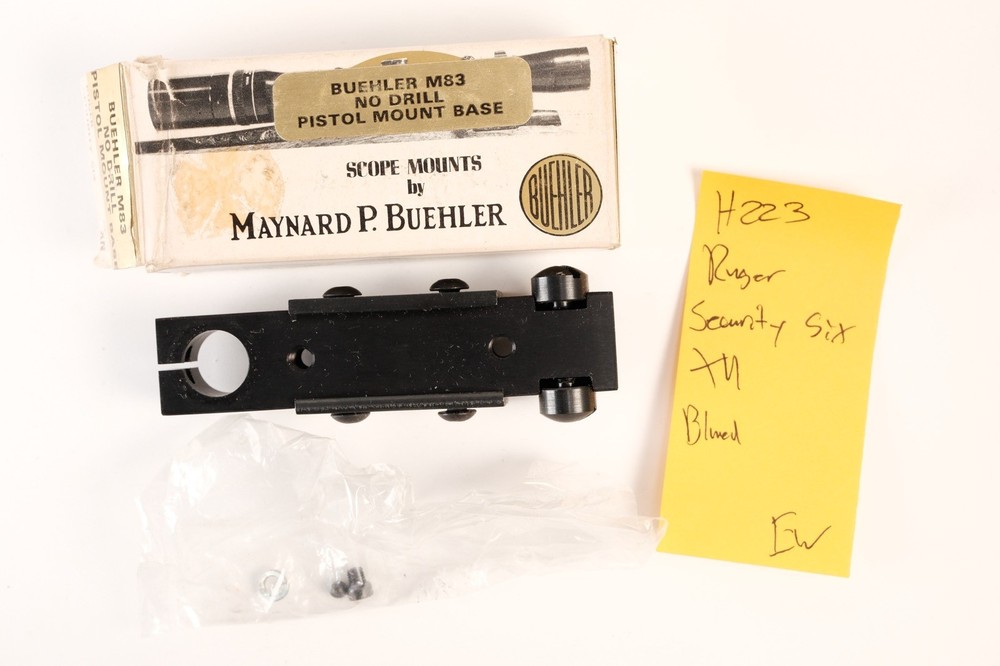 BUEHLER M83
NO DRILL
PISTOL MOUNT BASE
SCOPE MOUNTS
by
MAYNARD P. BUEHLER
BUEHLER
BUEHLER M83
NO DRILL BASE
PISTOL MOUNT
H223
Ruger
Security Six
Blued
EW